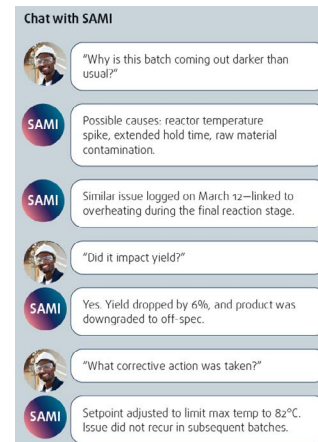 Chat with SAMI
“Why is this batch coming out darker than
usual?”
SAMI
Possible causes: reactor temperature
spike, extended hold time, raw material
contamination.
SAMI
Similar issue logged on March 12—linked to
overheating during the final reaction stage.
“Did it impact yield?”
SAMI
Yes. Yield dropped by 6%, and product was
downgraded to off-spec.
“What corrective action was taken?”
SAMI
Setpoint adjusted to limit max temp to 82°C.
Issue did not recur in subsequent batches.